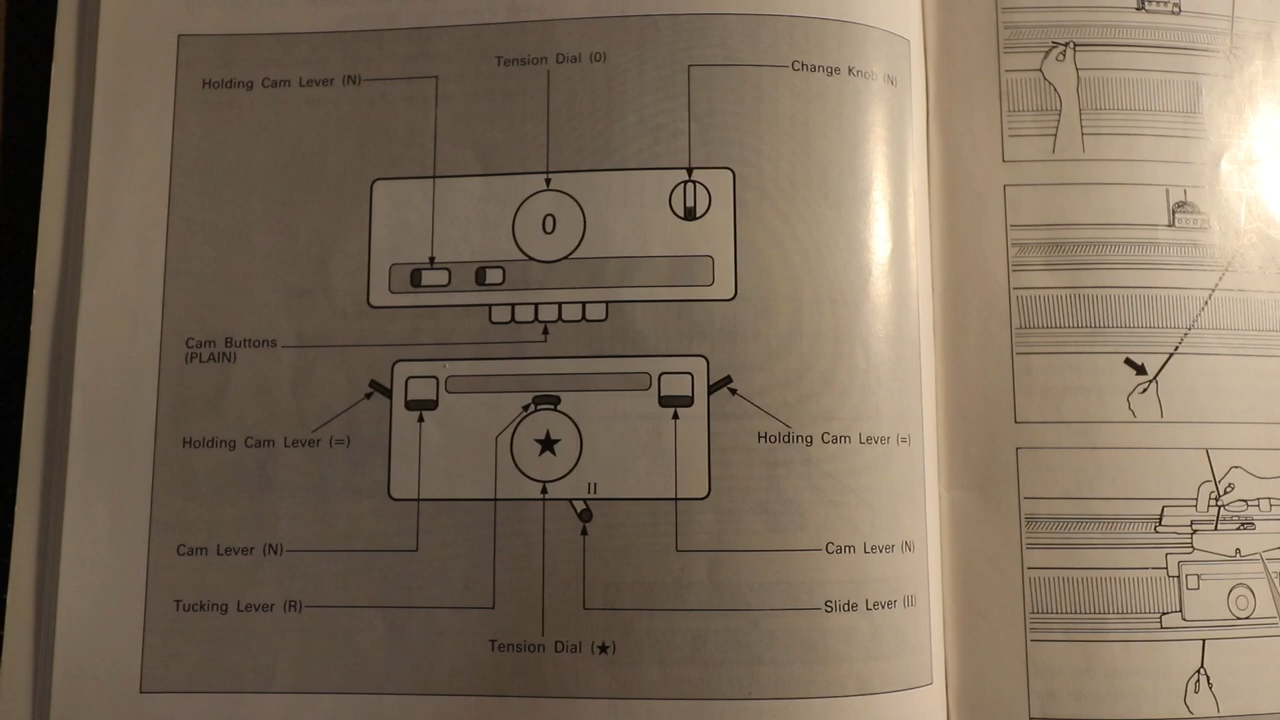 Tension Dial (0)
Holding Cam Lever (N)
Change Knob (N)
0
Cam Buttons
(PLAIN)
Holding Cam Lever (=)
Holding Cam Lever (=)
★
II
Cam Lever (N)
Cam Lever (N)
Tucking Lever (R)
Slide Lever (II)
Tension Dial (★)